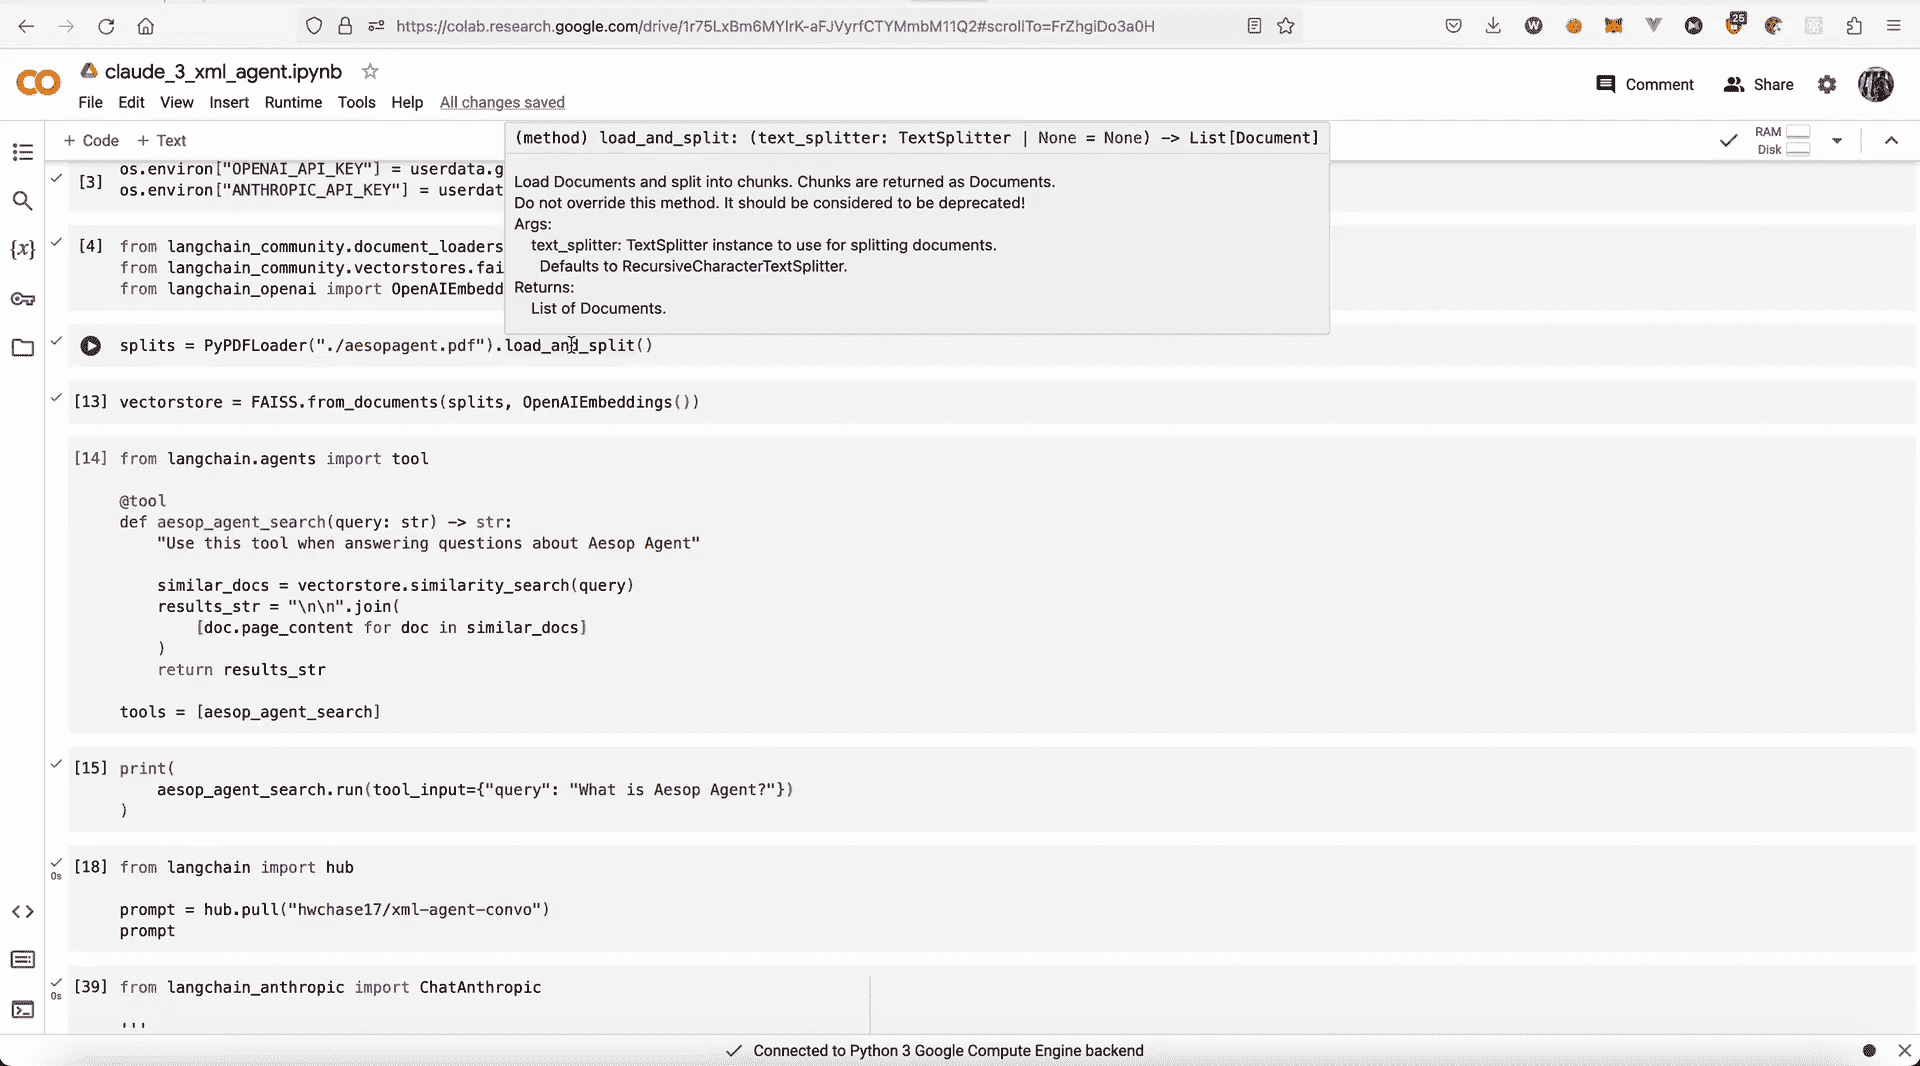 https://colab.research.google.com/drive/1r75LxBm6MYIrK-aFJVyrfCTYMmbM11Q2#scrollTo=FrZhgiDo3a0H
25
CO
claude_3_xml_agent.ipynb
File Edit View Insert Runtime Tools Help All changes saved
Comment Share
+ Code + Text
RAM
Disk
(method) load_and_split: (text_splitter: TextSplitter | None = None) -> List[Document]
Load Documents and split into chunks. Chunks are returned as Documents.
Do not override this method. It should be considered to be deprecated!
Args:
text_splitter: TextSplitter instance to use for splitting documents.
Defaults to RecursiveCharacterTextSplitter.
Returns:
List of Documents.
[3] os.environ["OPENAI_API_KEY"] = userdata.g
os.environ["ANTHROPIC_API_KEY"] = userdat
[4] from langchain_community.document_loaders
from langchain_community.vectorstores.fai
from langchain_openai import OpenAIEmbedd
splits = PyPDFLoader("./aesopagent.pdf").load_and_split()
[13] vectorstore = FAISS.from_documents(splits, OpenAIEmbeddings())
[14] from langchain.agents import tool
@tool
def aesop_agent_search(query: str) -> str:
"Use this tool when answering questions about Aesop Agent"
similar_docs = vectorstore.similarity_search(query)
results_str = "\n\n".join(
[doc.page_content for doc in similar_docs]
)
return results_str
tools = [aesop_agent_search]
[15] print(
aesop_agent_search.run(tool_input={"query": "What is Aesop Agent?"})
)
[18] from langchain import hub
0s
prompt = hub.pull("hwchase17/xml-agent-convo")
prompt
[39] from langchain_anthropic import ChatAnthropic
0s
'''
{x}
Connected to Python 3 Google Compute Engine backend